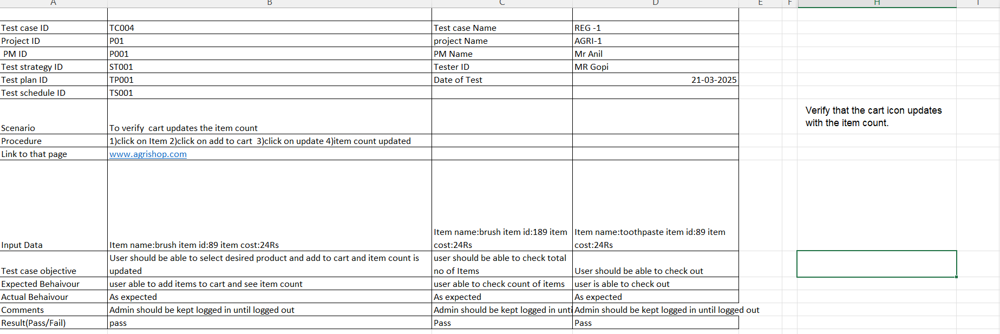 A B C D E F H I
Test case ID TC004 Test case Name REG -1
Project ID P01 project Name AGRI-1
PM ID P001 PM Name Mr Anil
Test strategy ID ST001 Tester ID MR Gopi
Test plan ID TP001 Date of Test 21-03-2025
Test schedule ID TS001
Verify that the cart icon updates
with the item count.
Scenario To verify  cart updates the item count
Procedure 1)click on Item 2)click on add to cart  3)click on update 4)item count updated
Link to that page www.agrishop.com
Item name:brush item id:189 item Item name:toothpaste item id:89 item
Input Data Item name:brush item id:89 item cost:24Rs cost:24Rs cost:24Rs
User should be able to select desired product and add to cart and item count is user should be able to check total
Test case objective updated no of Items User should be able to check out
Expected Behaivour user able to add items to cart and see item count user able to check count of items user is able to check out
Actual Behaivour As expected As expected As expected
Comments Admin should be kept logged in until logged out Admin should be kept logged in unti Admin should be kept logged in until logged out
Result(Pass/Fail) pass Pass Pass